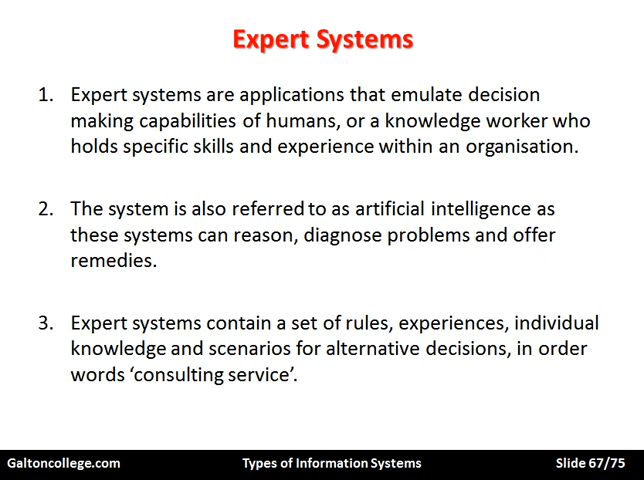 Expert Systems
1. Expert systems are applications that emulate decision
making capabilities of humans, or a knowledge worker who
holds specific skills and experience within an organisation.
2. The system is also referred to as artificial intelligence as
these systems can reason, diagnose problems and offer
remedies.
3. Expert systems contain a set of rules, experiences, individual
knowledge and scenarios for alternative decisions, in order
words ‘consulting service’.
Galtoncollege.com Types of Information Systems Slide 67/75